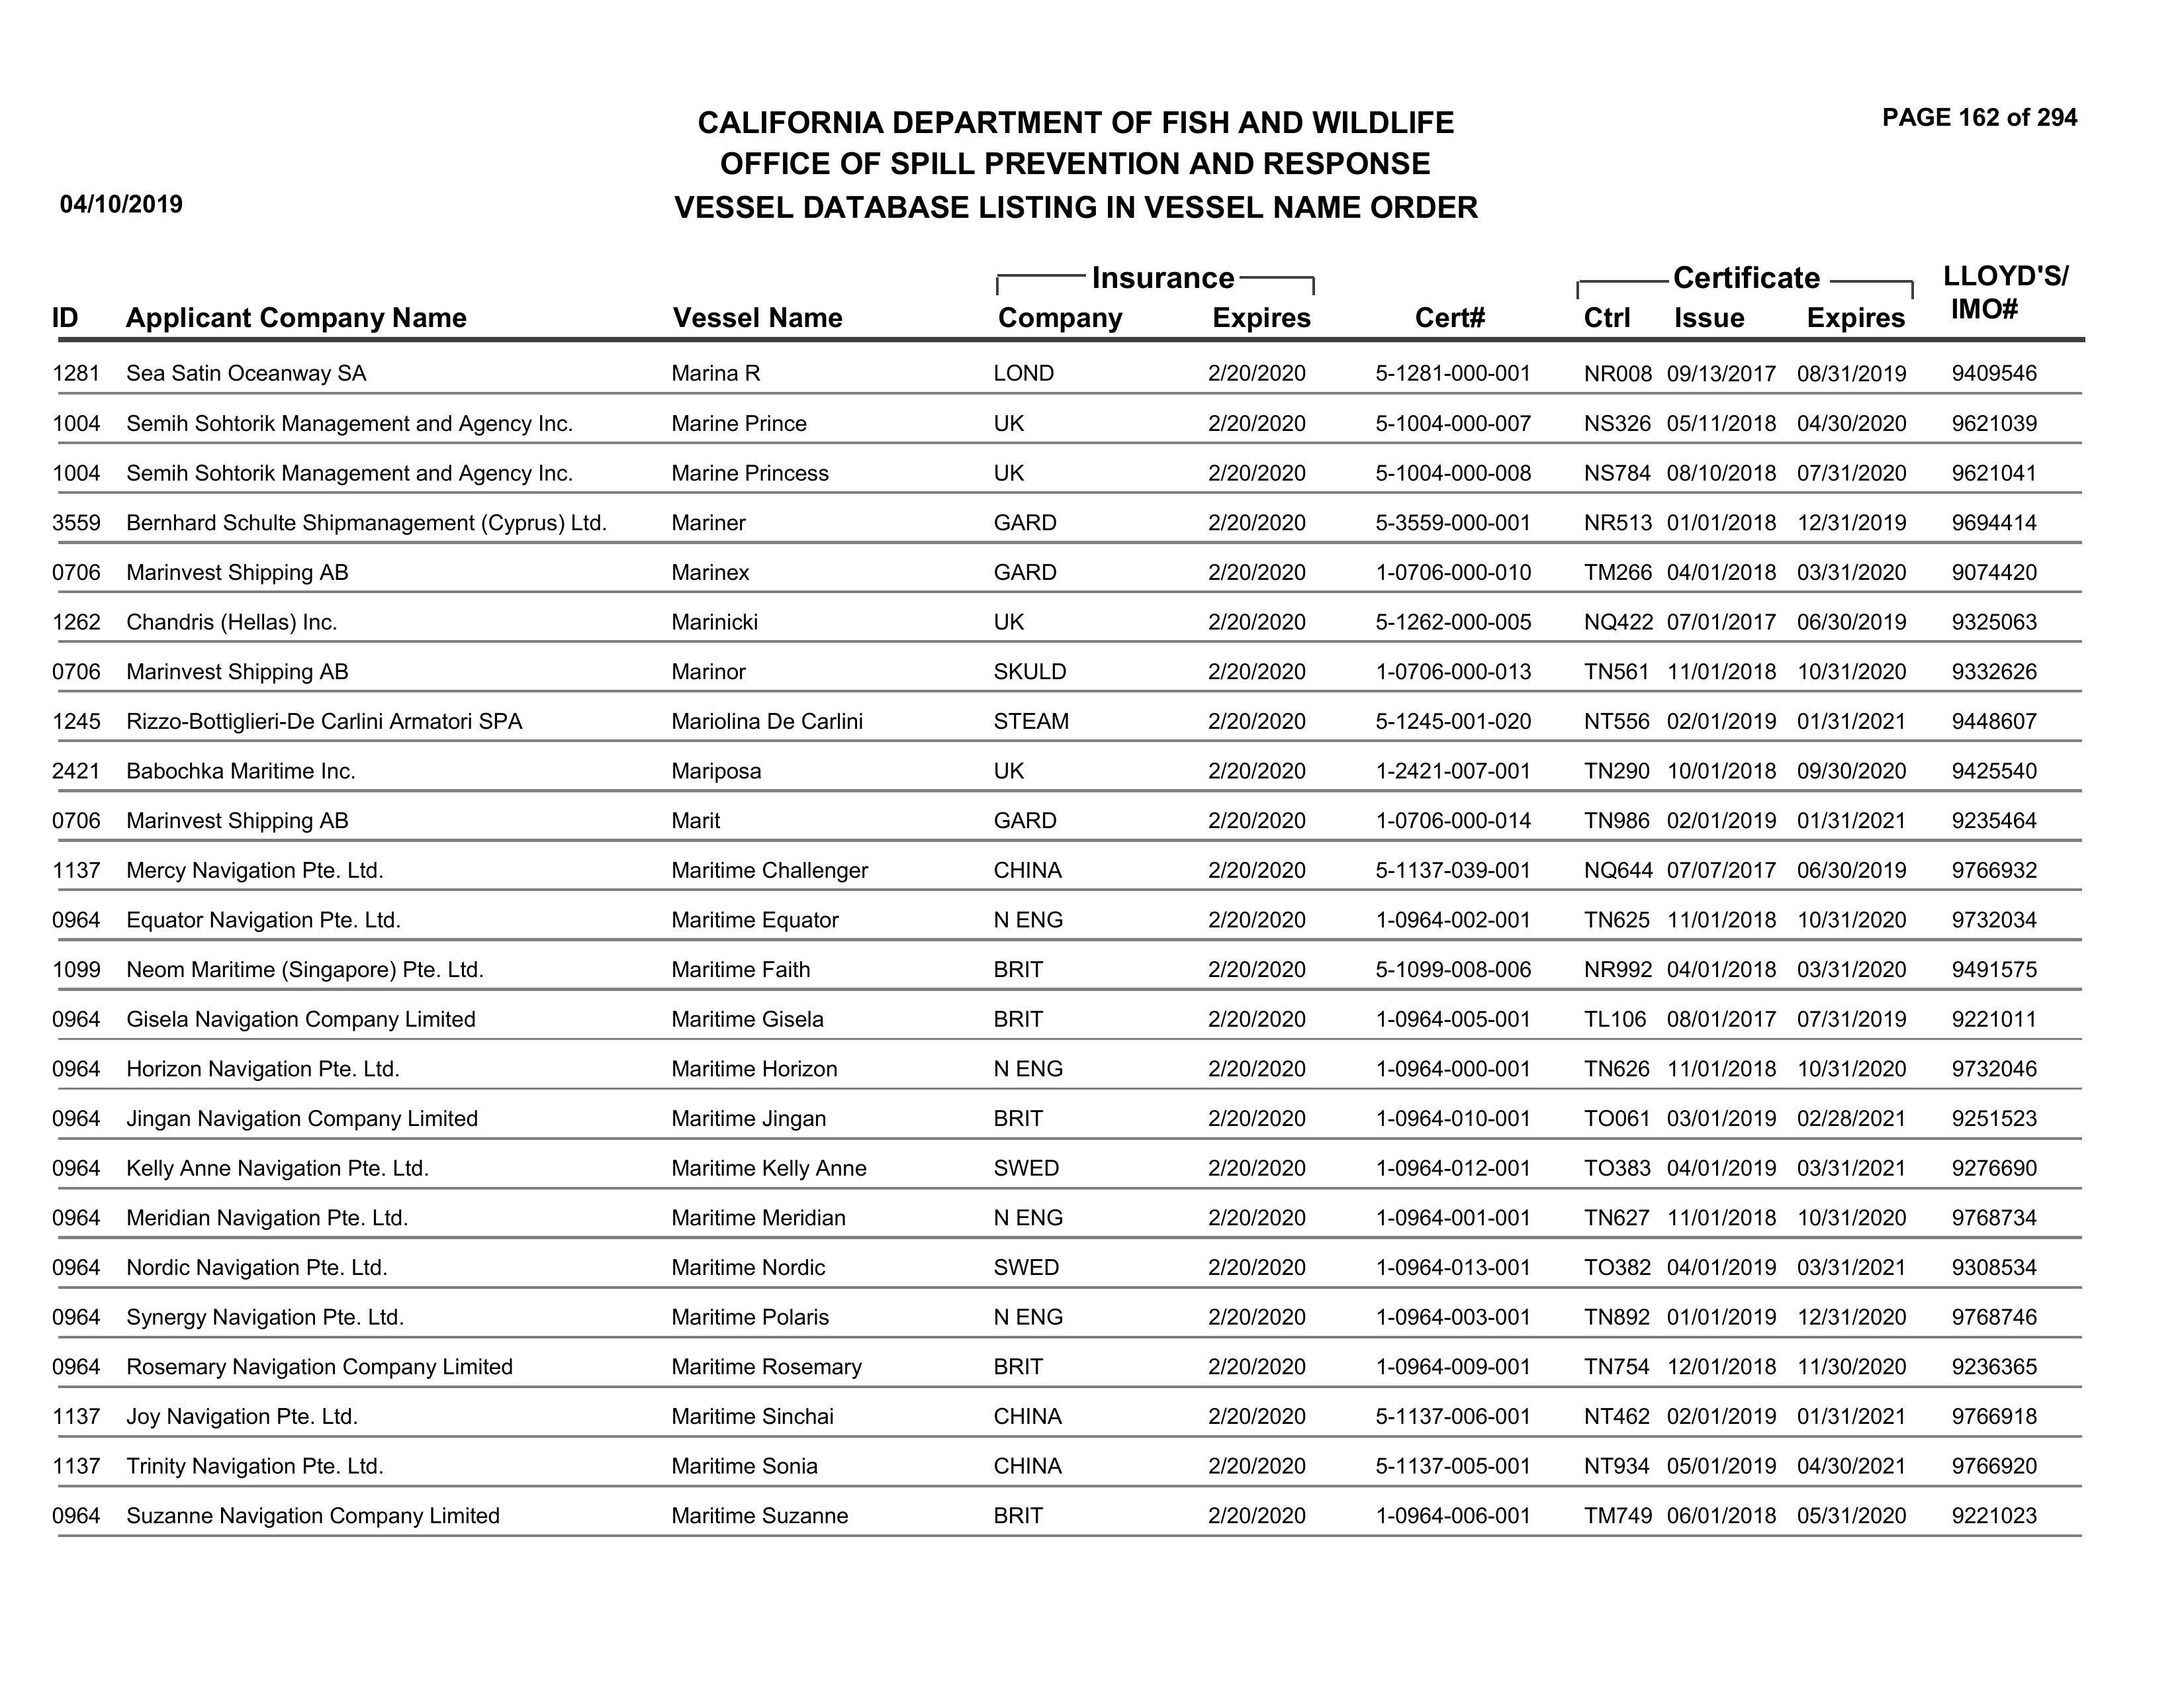 CALIFORNIA DEPARTMENT OF FISH AND WILDLIFE
PAGE 162 of 294
OFFICE OF SPILL PREVENTION AND RESPONSE
04/10/2019
VESSEL DATABASE LISTING IN VESSEL NAME ORDER
Insurance Certificate LLOYD'S/
ID Applicant Company Name Vessel Name Company Expires Cert# Ctrl Issue Expires IMO#
1281 Sea Satin Oceanway SA Marina R LOND 2/20/2020 5-1281-000-001 NR008 09/13/2017 08/31/2019 9409546
1004 Semih Sohtorik Management and Agency Inc. Marine Prince UK 2/20/2020 5-1004-000-007 NS326 05/11/2018 04/30/2020 9621039
1004 Semih Sohtorik Management and Agency Inc. Marine Princess UK 2/20/2020 5-1004-000-008 NS784 08/10/2018 07/31/2020 9621041
3559 Bernhard Schulte Shipmanagement (Cyprus) Ltd. Mariner GARD 2/20/2020 5-3559-000-001 NR513 01/01/2018 12/31/2019 9694414
0706 Marinvest Shipping AB Marinex GARD 2/20/2020 1-0706-000-010 TM266 04/01/2018 03/31/2020 9074420
1262 Chandris (Hellas) Inc. Marinicki UK 2/20/2020 5-1262-000-005 NQ422 07/01/2017 06/30/2019 9325063
0706 Marinvest Shipping AB Marinor SKULD 2/20/2020 1-0706-000-013 TN561 11/01/2018 10/31/2020 9332626
1245 Rizzo-Bottiglieri-De Carlini Armatori SPA Mariolina De Carlini STEAM 2/20/2020 5-1245-001-020 NT556 02/01/2019 01/31/2021 9448607
2421 Babochka Maritime Inc. Mariposa UK 2/20/2020 1-2421-007-001 TN290 10/01/2018 09/30/2020 9425540
0706 Marinvest Shipping AB Marit GARD 2/20/2020 1-0706-000-014 TN986 02/01/2019 01/31/2021 9235464
1137 Mercy Navigation Pte. Ltd. Maritime Challenger CHINA 2/20/2020 5-1137-039-001 NQ644 07/07/2017 06/30/2019 9766932
0964 Equator Navigation Pte. Ltd. Maritime Equator N ENG 2/20/2020 1-0964-002-001 TN625 11/01/2018 10/31/2020 9732034
1099 Neom Maritime (Singapore) Pte. Ltd. Maritime Faith BRIT 2/20/2020 5-1099-008-006 NR992 04/01/2018 03/31/2020 9491575
0964 Gisela Navigation Company Limited Maritime Gisela BRIT 2/20/2020 1-0964-005-001 TL106 08/01/2017 07/31/2019 9221011
0964 Horizon Navigation Pte. Ltd. Maritime Horizon N ENG 2/20/2020 1-0964-000-001 TN626 11/01/2018 10/31/2020 9732046
0964 Jingan Navigation Company Limited Maritime Jingan BRIT 2/20/2020 1-0964-010-001 TO061 03/01/2019 02/28/2021 9251523
0964 Kelly Anne Navigation Pte. Ltd. Maritime Kelly Anne SWED 2/20/2020 1-0964-012-001 TO383 04/01/2019 03/31/2021 9276690
0964 Meridian Navigation Pte. Ltd. Maritime Meridian N ENG 2/20/2020 1-0964-001-001 TN627 11/01/2018 10/31/2020 9768734
0964 Nordic Navigation Pte. Ltd. Maritime Nordic SWED 2/20/2020 1-0964-013-001 TO382 04/01/2019 03/31/2021 9308534
0964 Synergy Navigation Pte. Ltd. Maritime Polaris N ENG 2/20/2020 1-0964-003-001 TN892 01/01/2019 12/31/2020 9768746
0964 Rosemary Navigation Company Limited Maritime Rosemary BRIT 2/20/2020 1-0964-009-001 TN754 12/01/2018 11/30/2020 9236365
1137 Joy Navigation Pte. Ltd. Maritime Sinchai CHINA 2/20/2020 5-1137-006-001 NT462 02/01/2019 01/31/2021 9766918
1137 Trinity Navigation Pte. Ltd. Maritime Sonia CHINA 2/20/2020 5-1137-005-001 NT934 05/01/2019 04/30/2021 9766920
0964 Suzanne Navigation Company Limited Maritime Suzanne BRIT 2/20/2020 1-0964-006-001 TM749 06/01/2018 05/31/2020 9221023